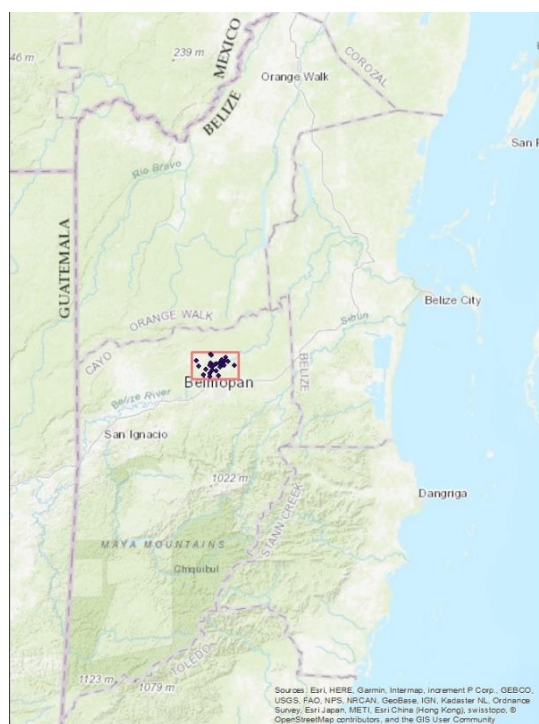 46 m
239 m
MEXICO
BELIZE
Orange Walk
COROZAL
San P
Rio Bravo
GUATEMALA
ORANGE WALK
CAYO
Belize City
Sibun
BELIZE
Belmopan
Belize River
San Ignacio
1022 m
Dangriga
STANN CREEK
MAYA MOUNTAINS
Chiquibul
TOLEDO
1123 m
1079 m
Sources: Esri, HERE, Garmin, Intermap, increment P Corp., GEBCO,
USGS, FAO, NPS, NRCAN, GeoBase, IGN, Kadaster NL, Ordnance
Survey, Esri Japan, METI, Esri China (Hong Kong), swisstopo, ©
OpenStreetMap contributors, and the GIS User Community